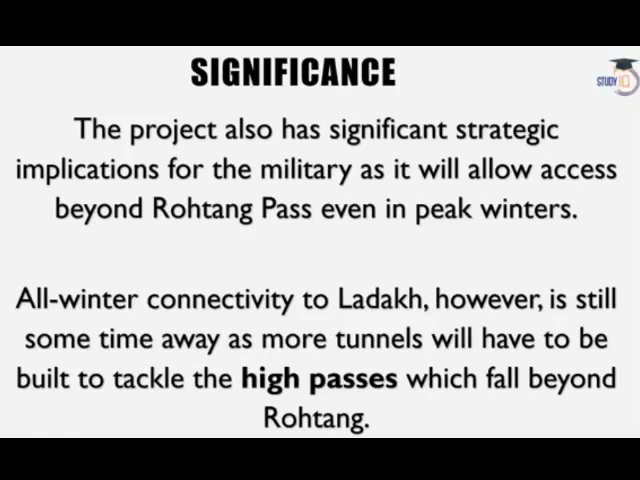 SIGNIFICANCE
STUDY IQ
The project also has significant strategic
implications for the military as it will allow access
beyond Rohtang Pass even in peak winters.
All-winter connectivity to Ladakh, however, is still
some time away as more tunnels will have to be
built to tackle the high passes which fall beyond
Rohtang.